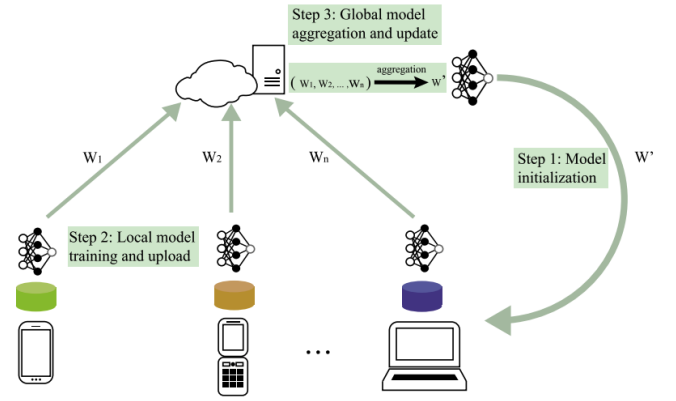 Step 3: Global model
aggregation and update
aggregation
( W₁, W₂, ... ,Wₙ ) w'
W₁
W₂
Wₙ
Step 1: Model
initialization
W'
Step 2: Local model
training and upload
...